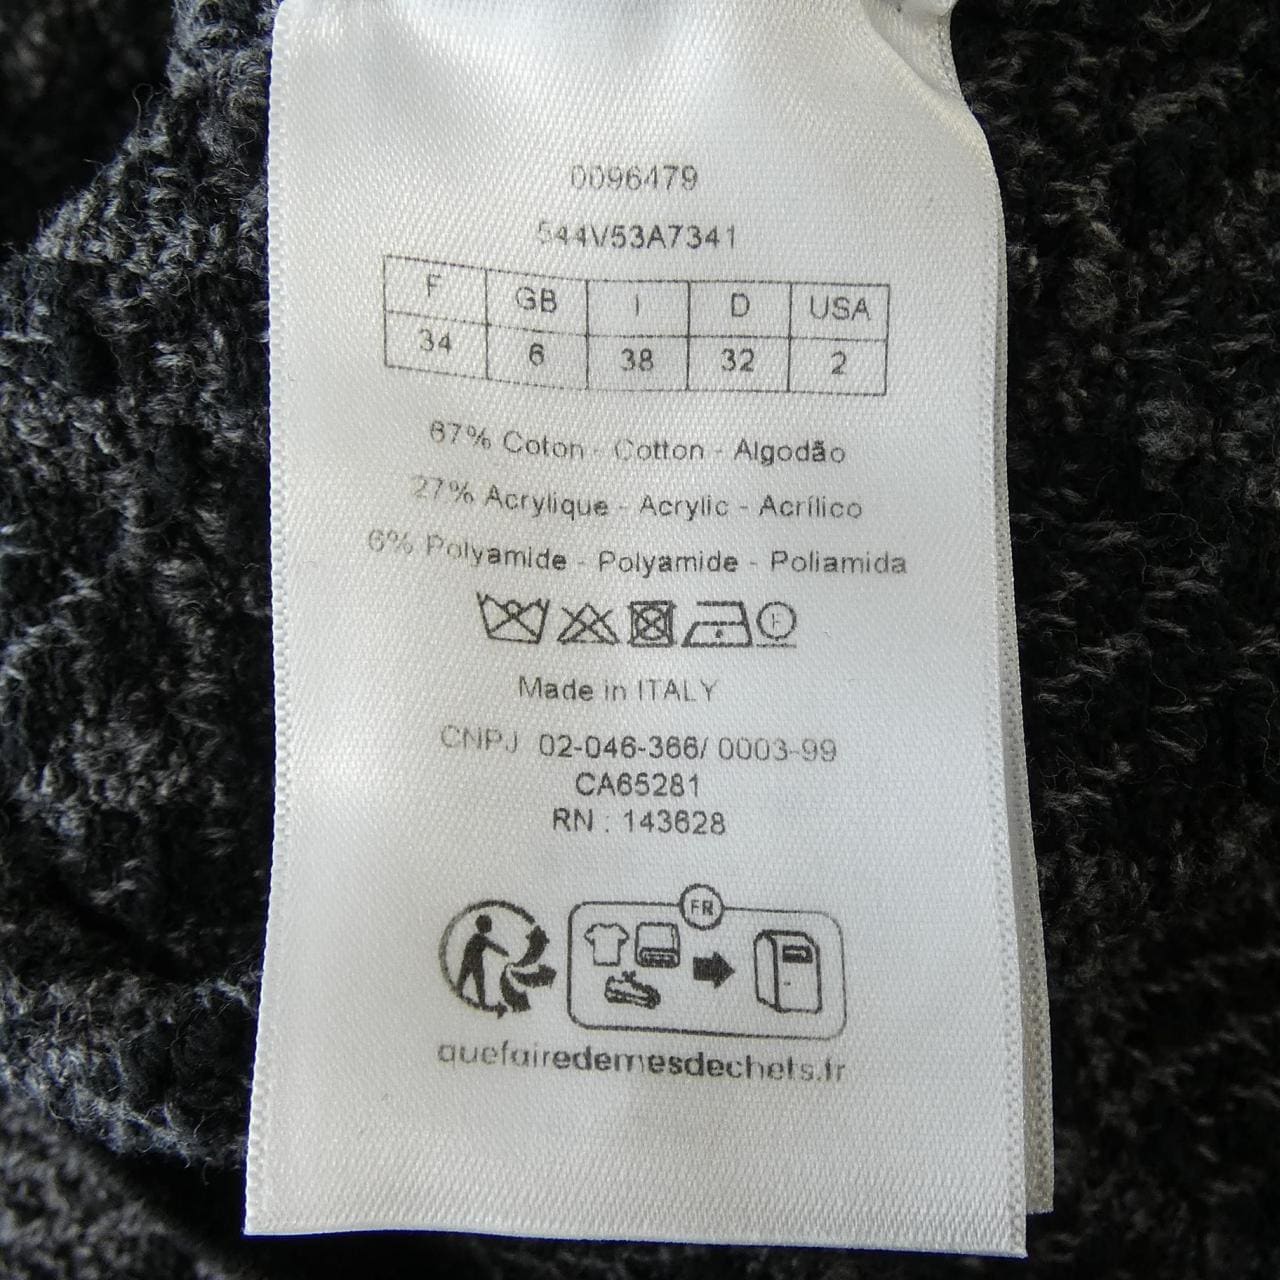 0096479
544V53A7341
F GB I D USA
34 6 38 32 2
67% Coton - Cotton - Algodão
27% Acrylique - Acrylic - Acrílico
6% Polyamide - Polyamide - Poliamida
F
Made in ITALY
CNPJ 02-046-366/ 0003-99
CA65281
RN : 143628
FR
quefairedemesdechets.fr